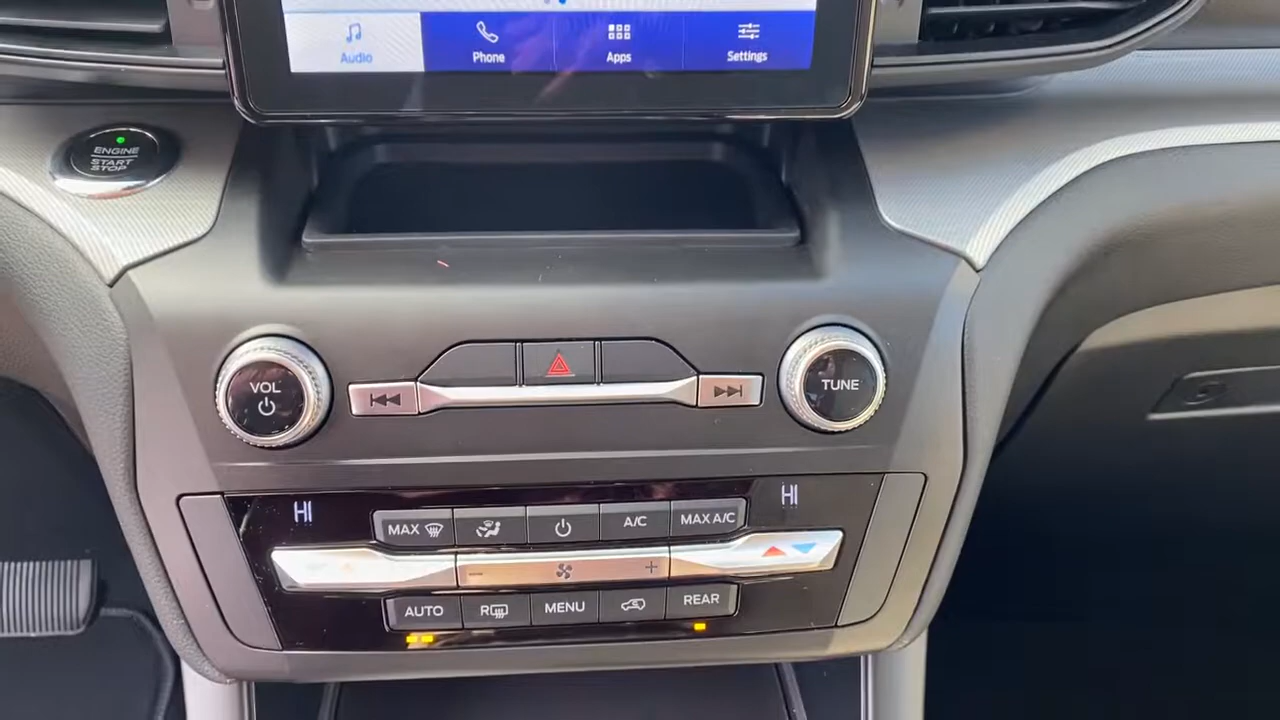 Audio
Phone
Apps
Settings
ENGINE
START
STOP
VOL
TUNE
HI
HI
MAX
A/C
MAX A/C
AUTO
R
MENU
REAR